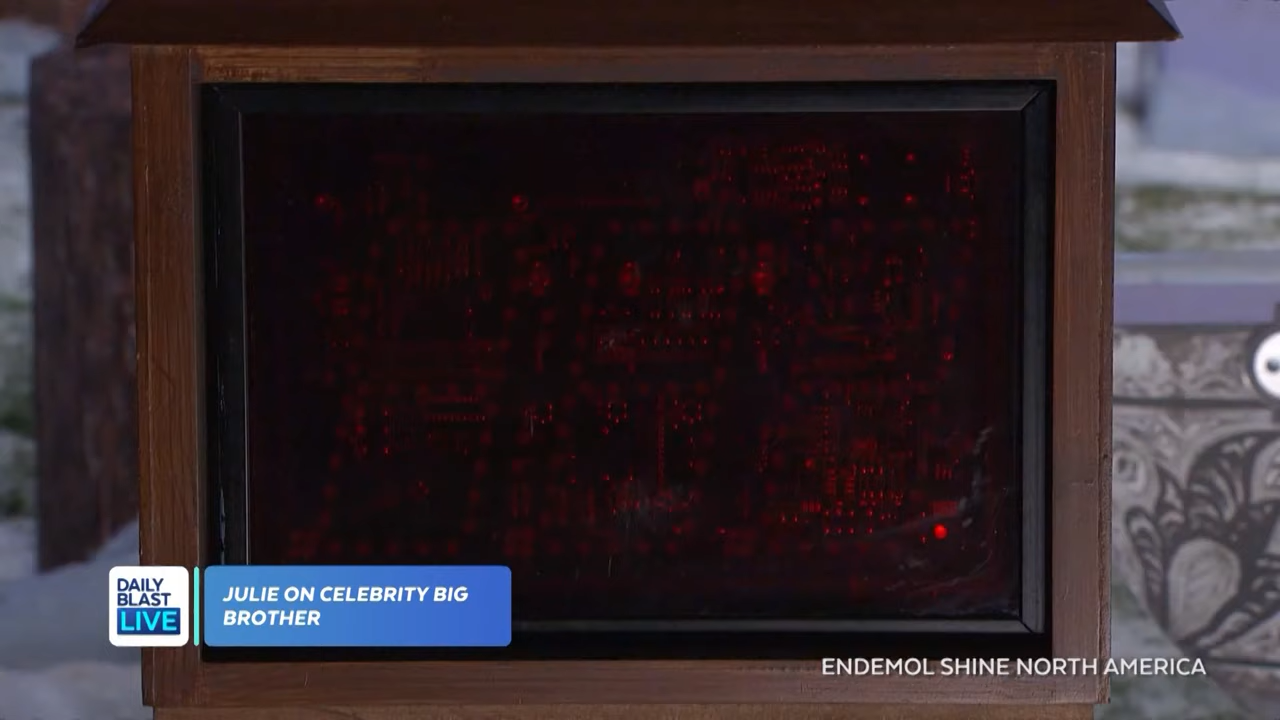 DAILY
BLAST
LIVE
JULIE ON CELEBRITY BIG
BROTHER
ENDEMOL SHINE NORTH AMERICA